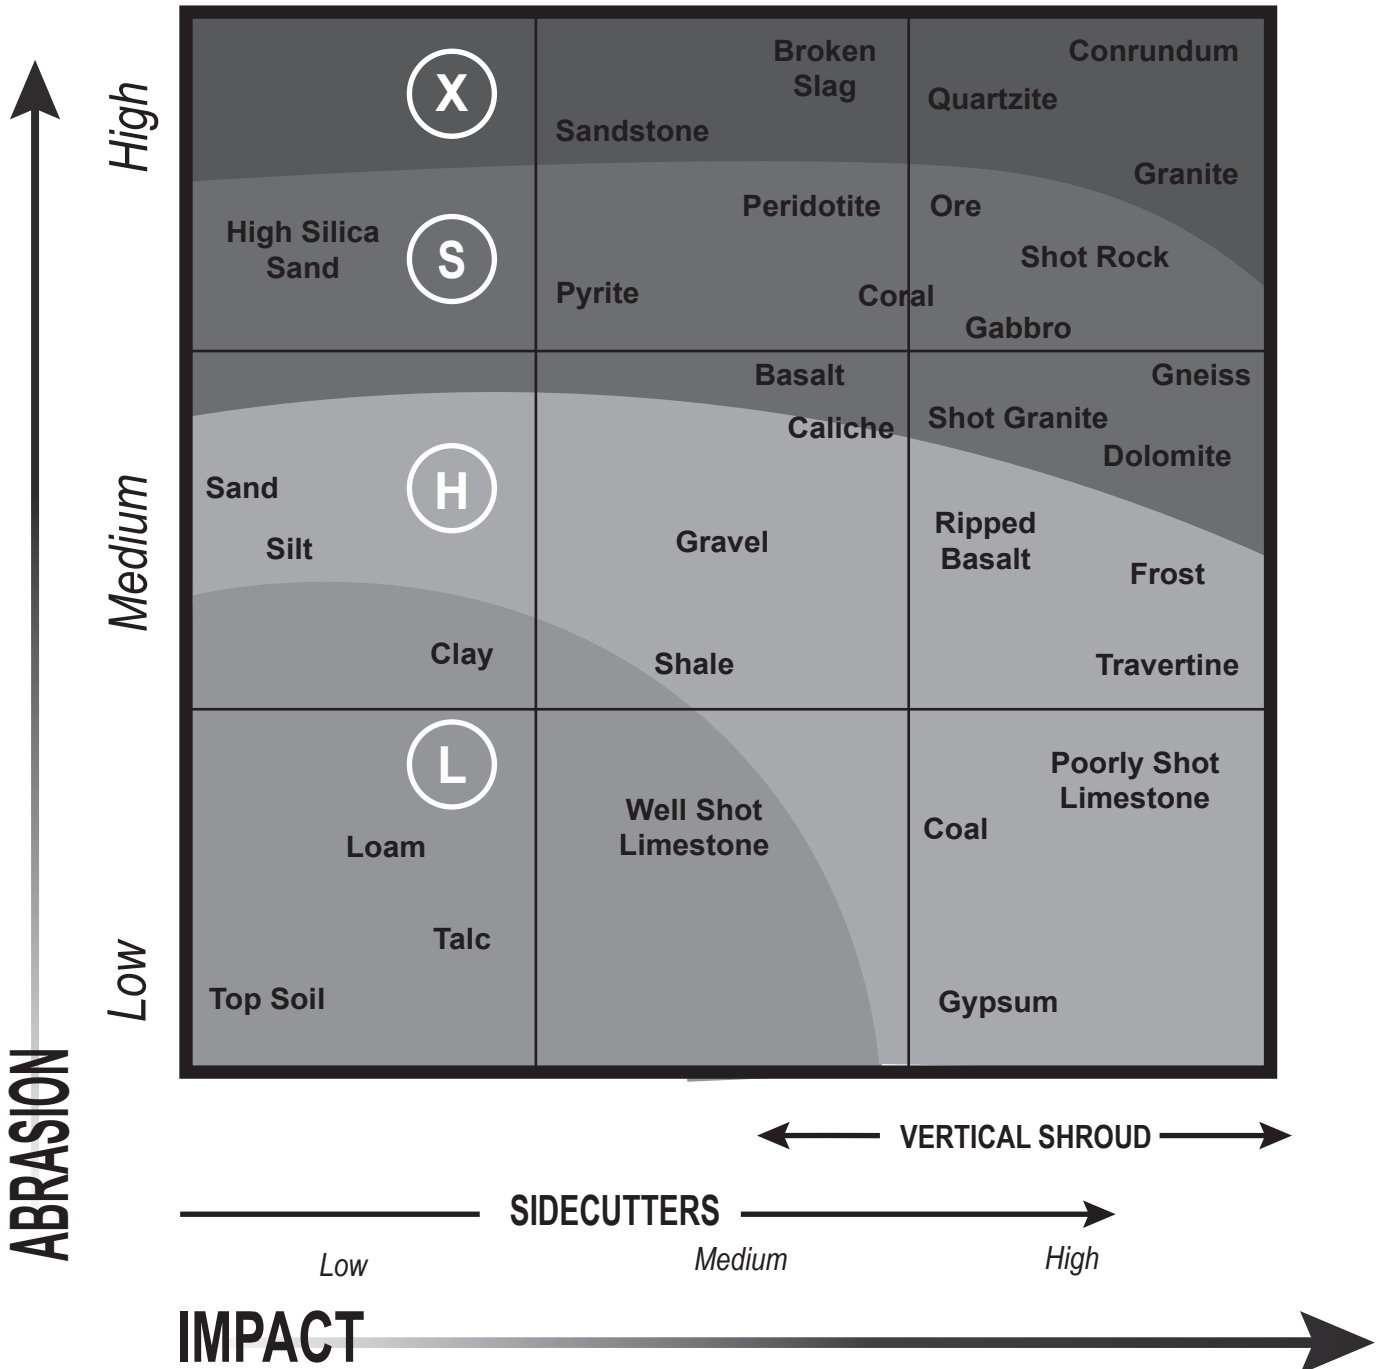 High
Medium
Low
ABRASION
X
Broken
Slag
Conrundum
Quartzite
Sandstone
Granite
High Silica
Sand
S
Peridotite
Ore
Shot Rock
Pyrite
Coral
Gabbro
Basalt
Gneiss
Caliche
Shot Granite
Dolomite
Sand
H
Silt
Gravel
Ripped
Basalt
Frost
Clay
Shale
Travertine
L
Poorly Shot
Limestone
Well Shot
Limestone
Coal
Loam
Talc
Top Soil
Gypsum
VERTICAL SHROUD
SIDECUTTERS
Low
Medium
High
IMPACT